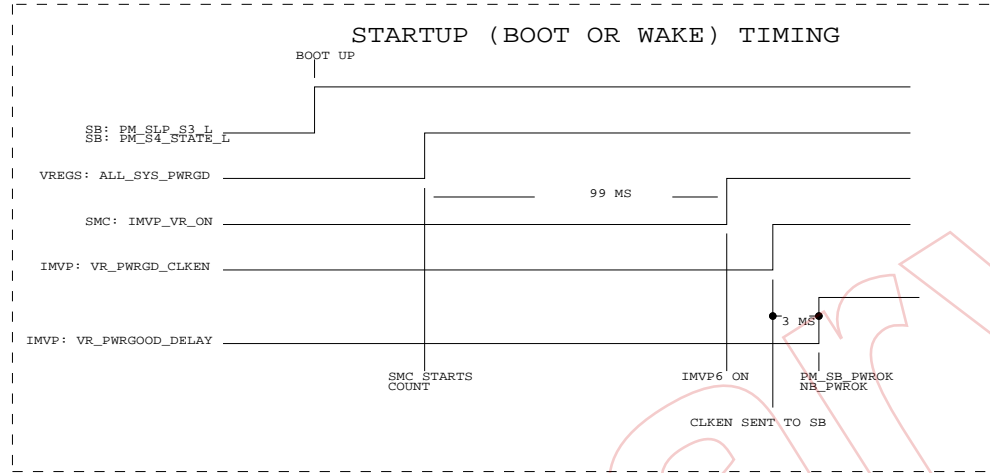 STARTUP (BOOT OR WAKE) TIMING
BOOT UP
SB: PM_SLP_S3_L
SB: PM_S4_STATE_L
VREGS: ALL_SYS_PWRGD
99 MS
SMC: IMVP_VR_ON
IMVP: VR_PWRGD_CLKEN
3 MS
IMVP: VR_PWRGOOD_DELAY
SMC STARTS
COUNT
IMVP6 ON
PM_SB_PWROK
NB_PWROK
CLKEN SENT TO SB